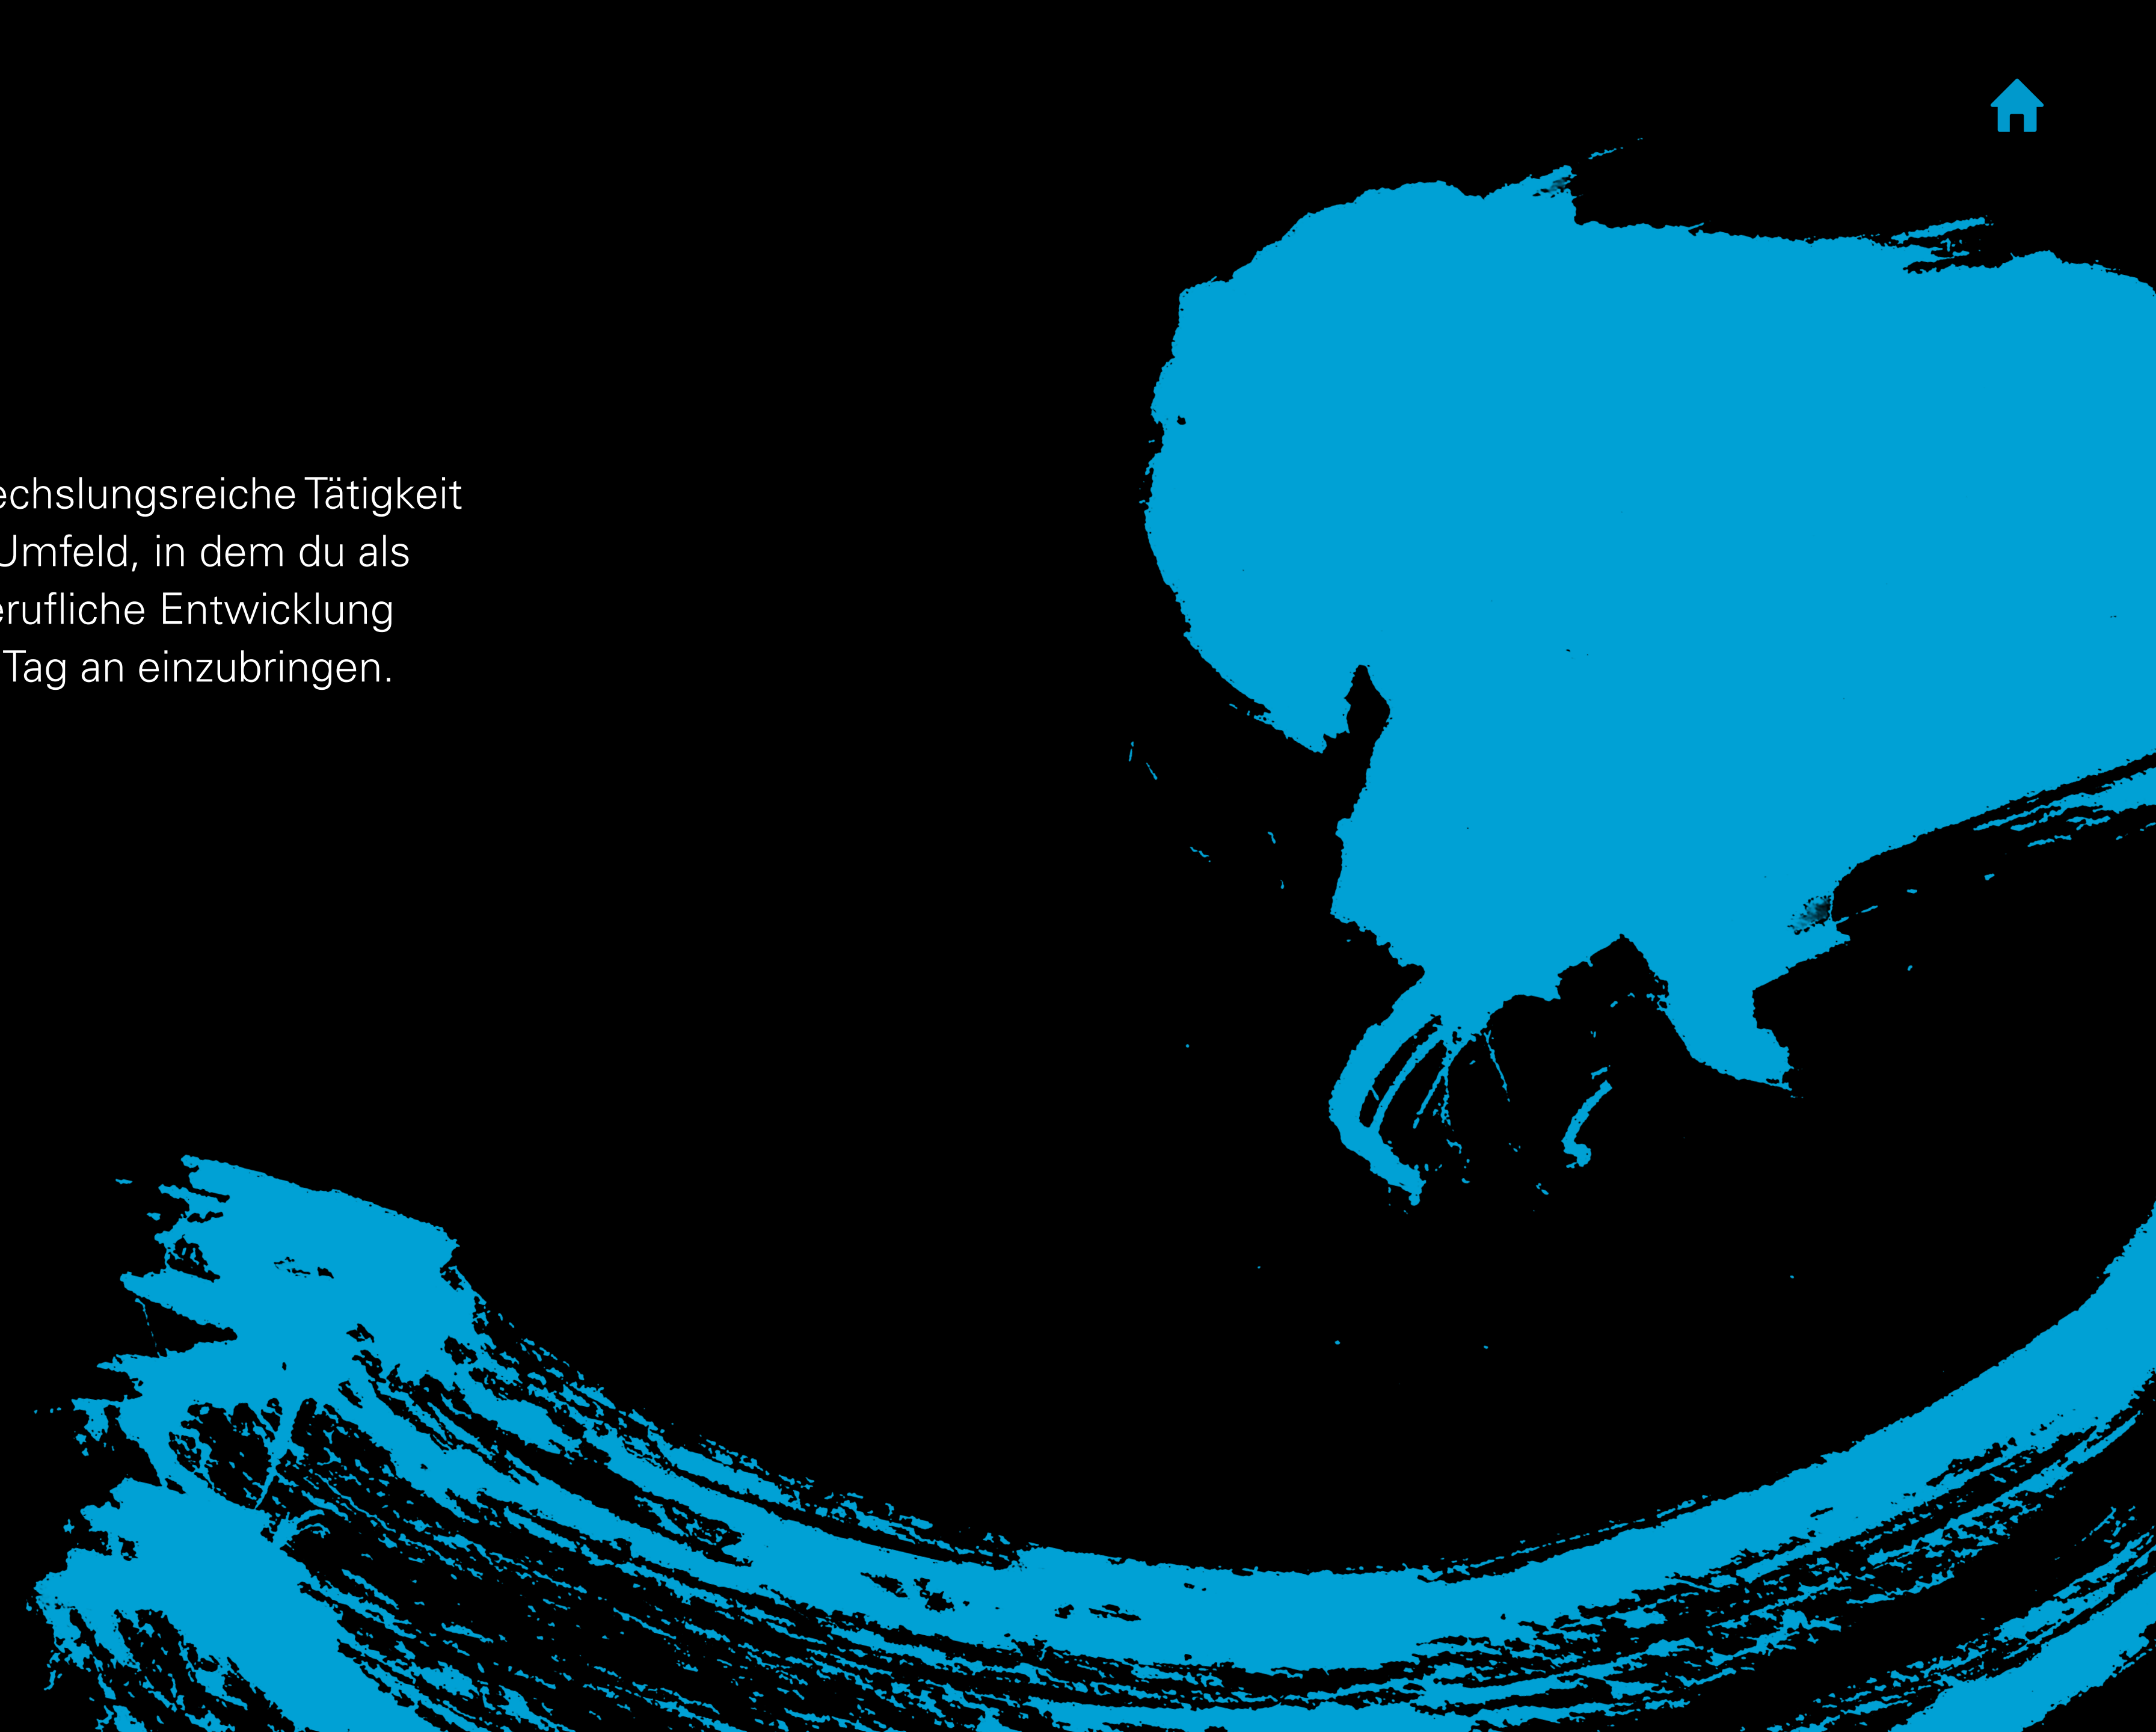 echslungsreiche Tätigkeit
Umfeld, in dem du als
erufliche Entwicklung
Tag an einzubringen.